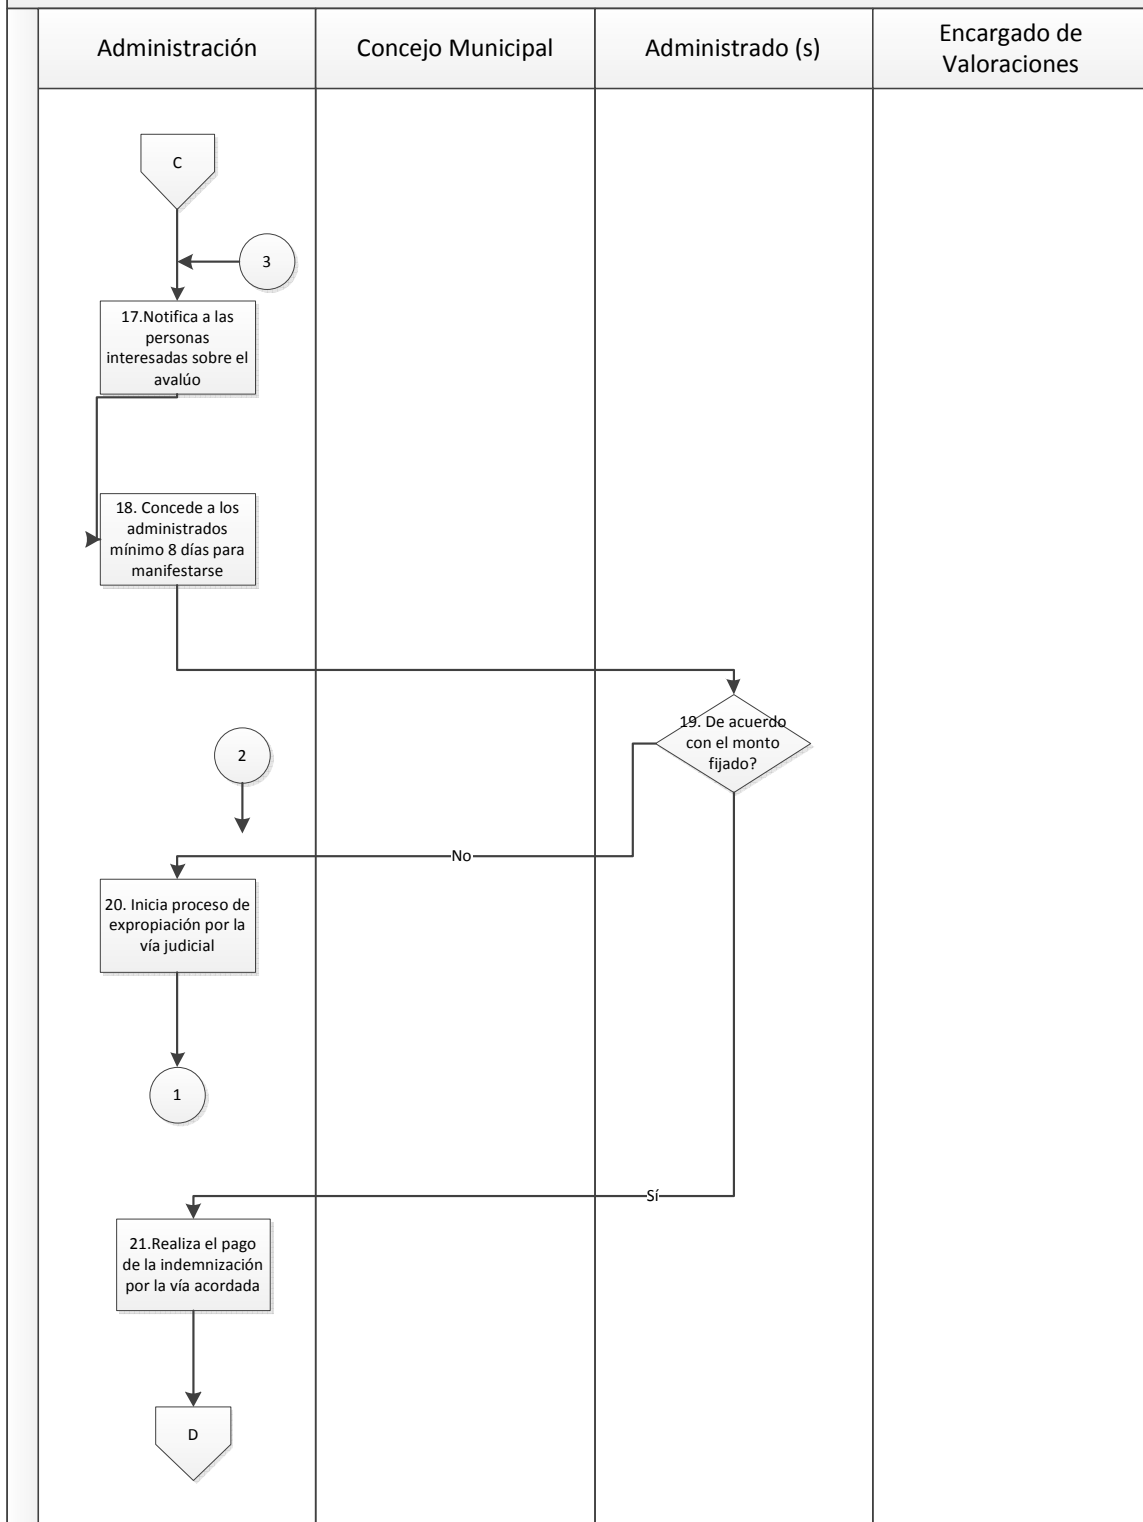 Administración
Concejo Municipal
Administrado (s)
Encargado de
Valoraciones
C
3
17.Notifica a las
personas
interesadas sobre el
avalúo
18. Concede a los
administrados
mínimo 8 días para
manifestarse
19. De acuerdo
con el monto
fijado?
2
No
20. Inicia proceso de
expropiación por la
vía judicial
1
Sí
21.Realiza el pago
de la indemnización
por la vía acordada
D